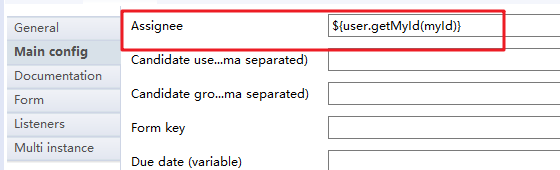 General
Main config
Documentation
Form
Listeners
Multi instance
Assignee
${user.getMyId(myId)}
Candidate use...ma separated)
Candidate gro...ma separated)
Form key
Due date (variable)